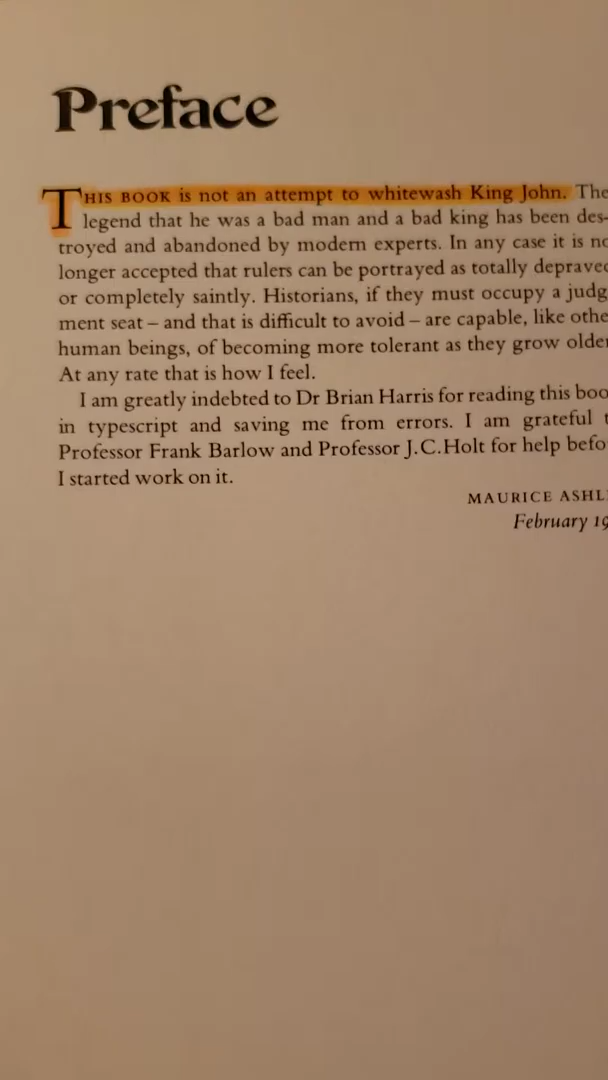 Preface
THIS BOOK is not an attempt to whitewash King John. The
legend that he was a bad man and a bad king has been des-
troyed and abandoned by modern experts. In any case it is no
longer accepted that rulers can be portrayed as totally depraved
or completely saintly. Historians, if they must occupy a judg
ment seat – and that is difficult to avoid – are capable, like othe
human beings, of becoming more tolerant as they grow older
At any rate that is how I feel.
I am greatly indebted to Dr Brian Harris for reading this boo
in typescript and saving me from errors. I am grateful t
Professor Frank Barlow and Professor J.C.Holt for help befo
I started work on it.
MAURICE ASHL
February 19